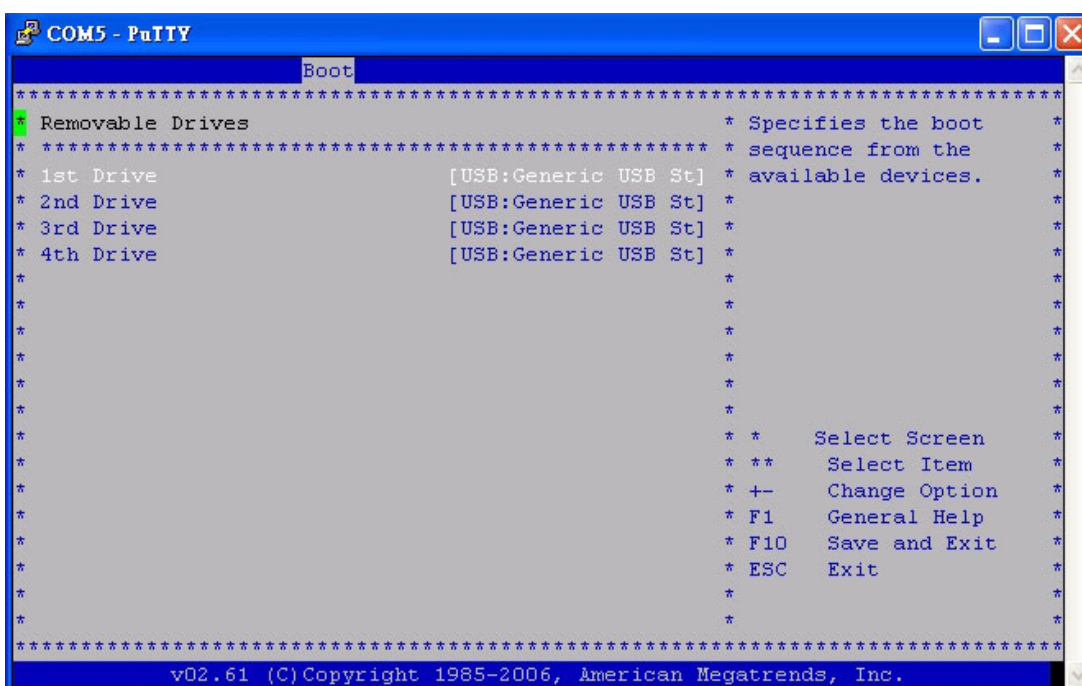 COM5 - PuTTY
Boot
********************************************************************************
* Removable Drives * Specifies the boot *
* *************************************************** * sequence from the *
* 1st Drive [USB:Generic USB St] * available devices. *
* 2nd Drive [USB:Generic USB St] * *
* 3rd Drive [USB:Generic USB St] * *
* 4th Drive [USB:Generic USB St] * *
* * *
* * *
* * *
* * *
* * *
* * *
* * * Select Screen *
* * ** Select Item *
* * +- Change Option *
* * F1 General Help *
* * F10 Save and Exit *
* * ESC Exit *
* * *
* * *
********************************************************************************
v02.61 (C)Copyright 1985-2006, American Megatrends, Inc.